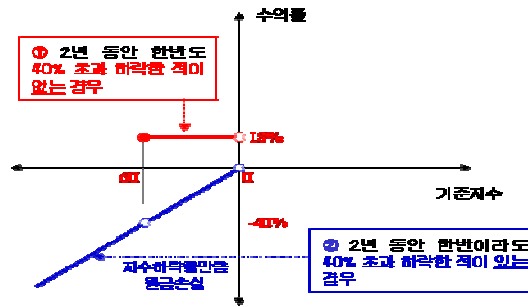 수익률
① 2년 동안 한번도
40% 초과 하락한 적이
없는 경우
기준지수
-40%
② 2년 동안 한번이라도
40% 초과 하락한 적이 있는
경우
지수하락률만큼
원금손실